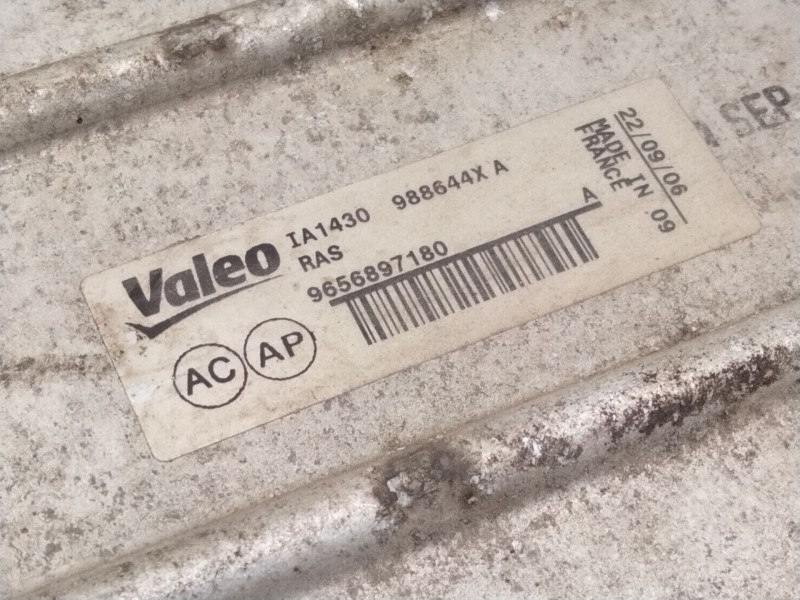 Valeo
IA1430 988644X A
RAS
9656897180
A
AC AP
22/09/06
MADE IN 09
FRANCE
SEP